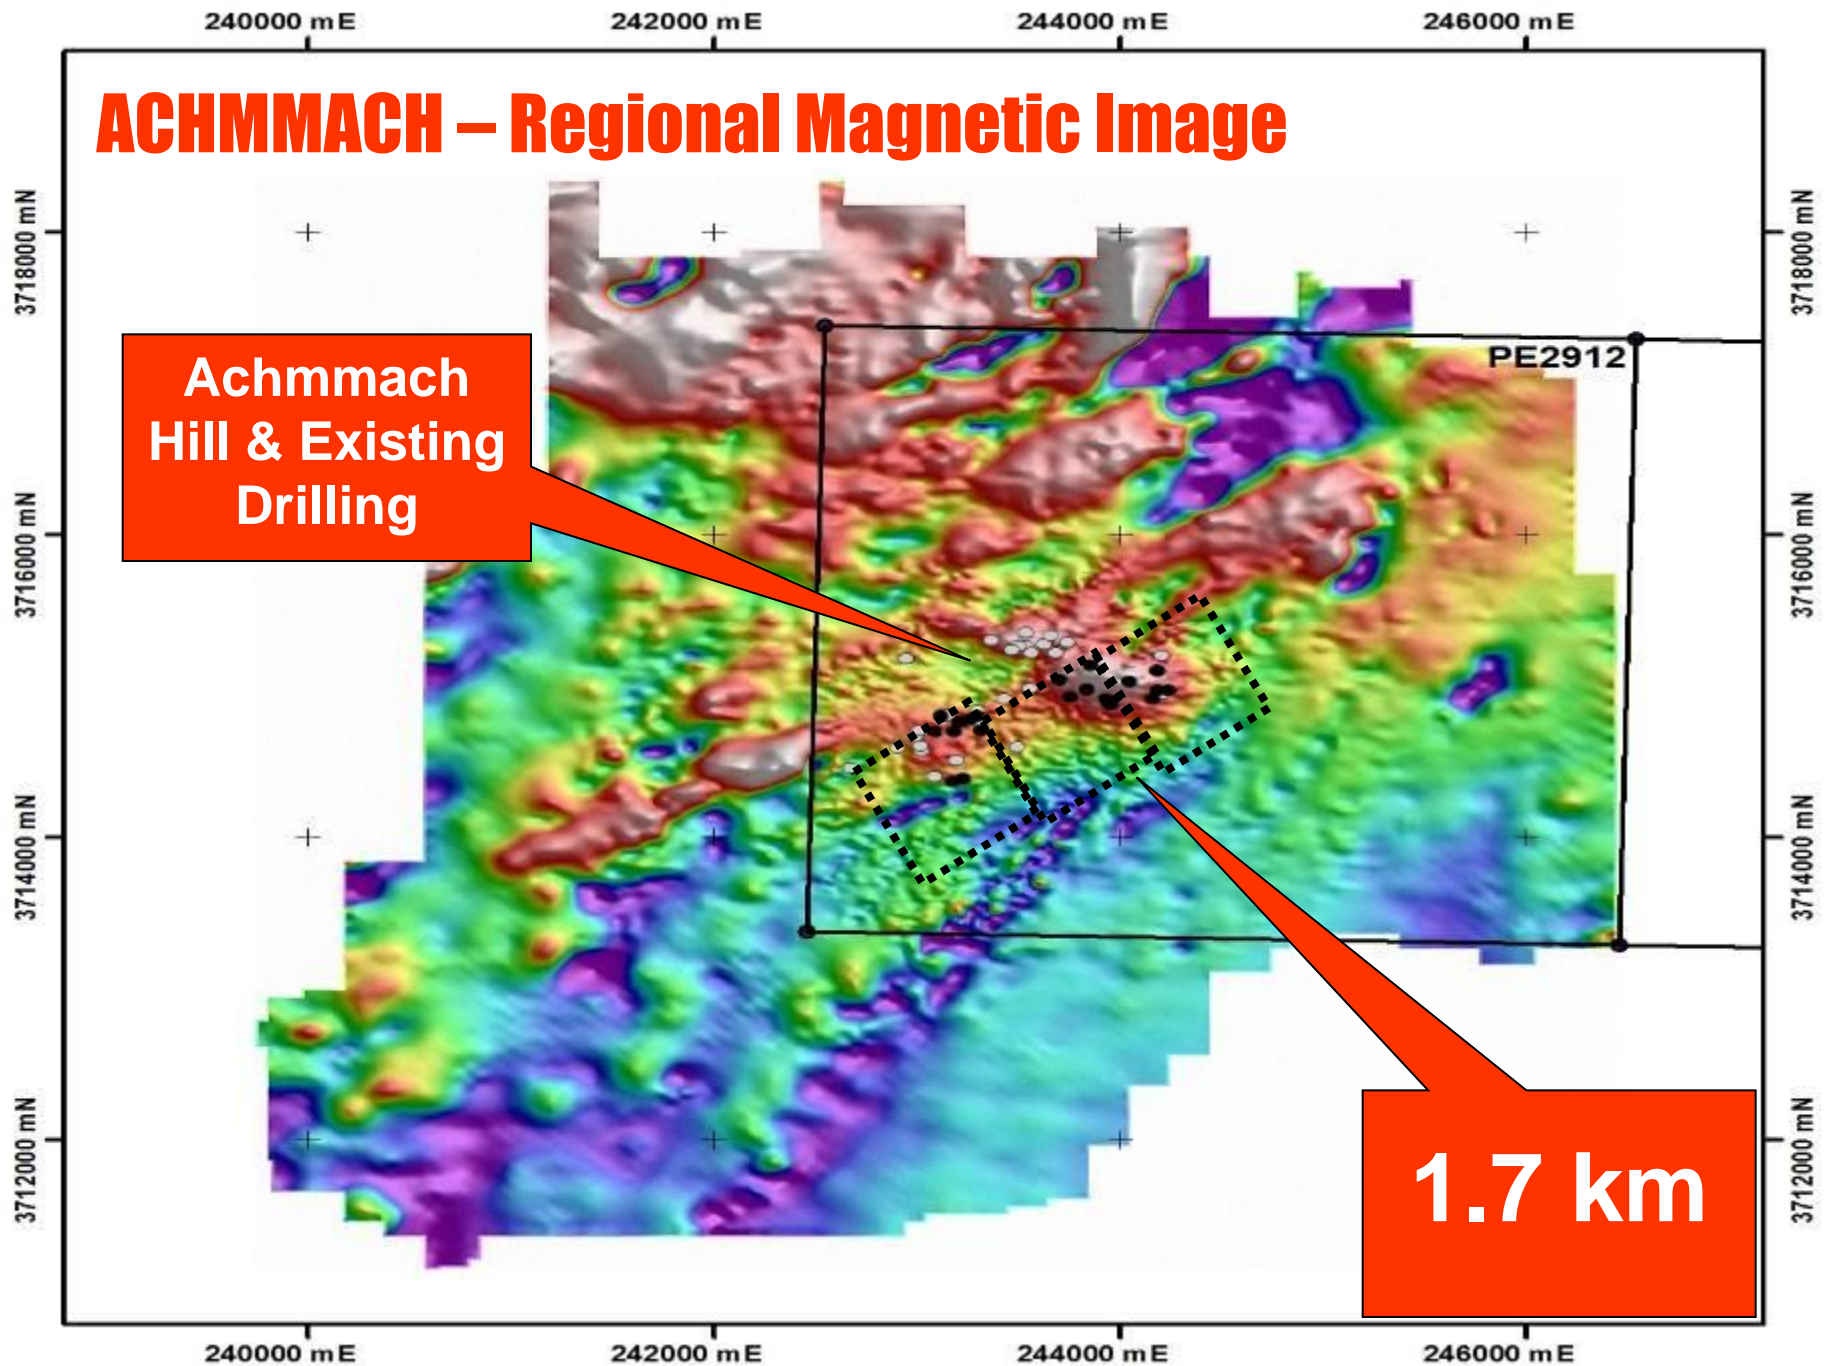 240000 mE
242000 mE
244000 mE
246000 mE
ACHMMACH – Regional Magnetic Image
3718000 mN
3718000 mN
PE2912
Achmmach
Hill & Existing
Drilling
3716000 mN
3716000 mN
3714000 mN
3714000 mN
1.7 km
3712000 mN
3712000 mN
240000 mE
242000 mE
244000 mE
246000 mE